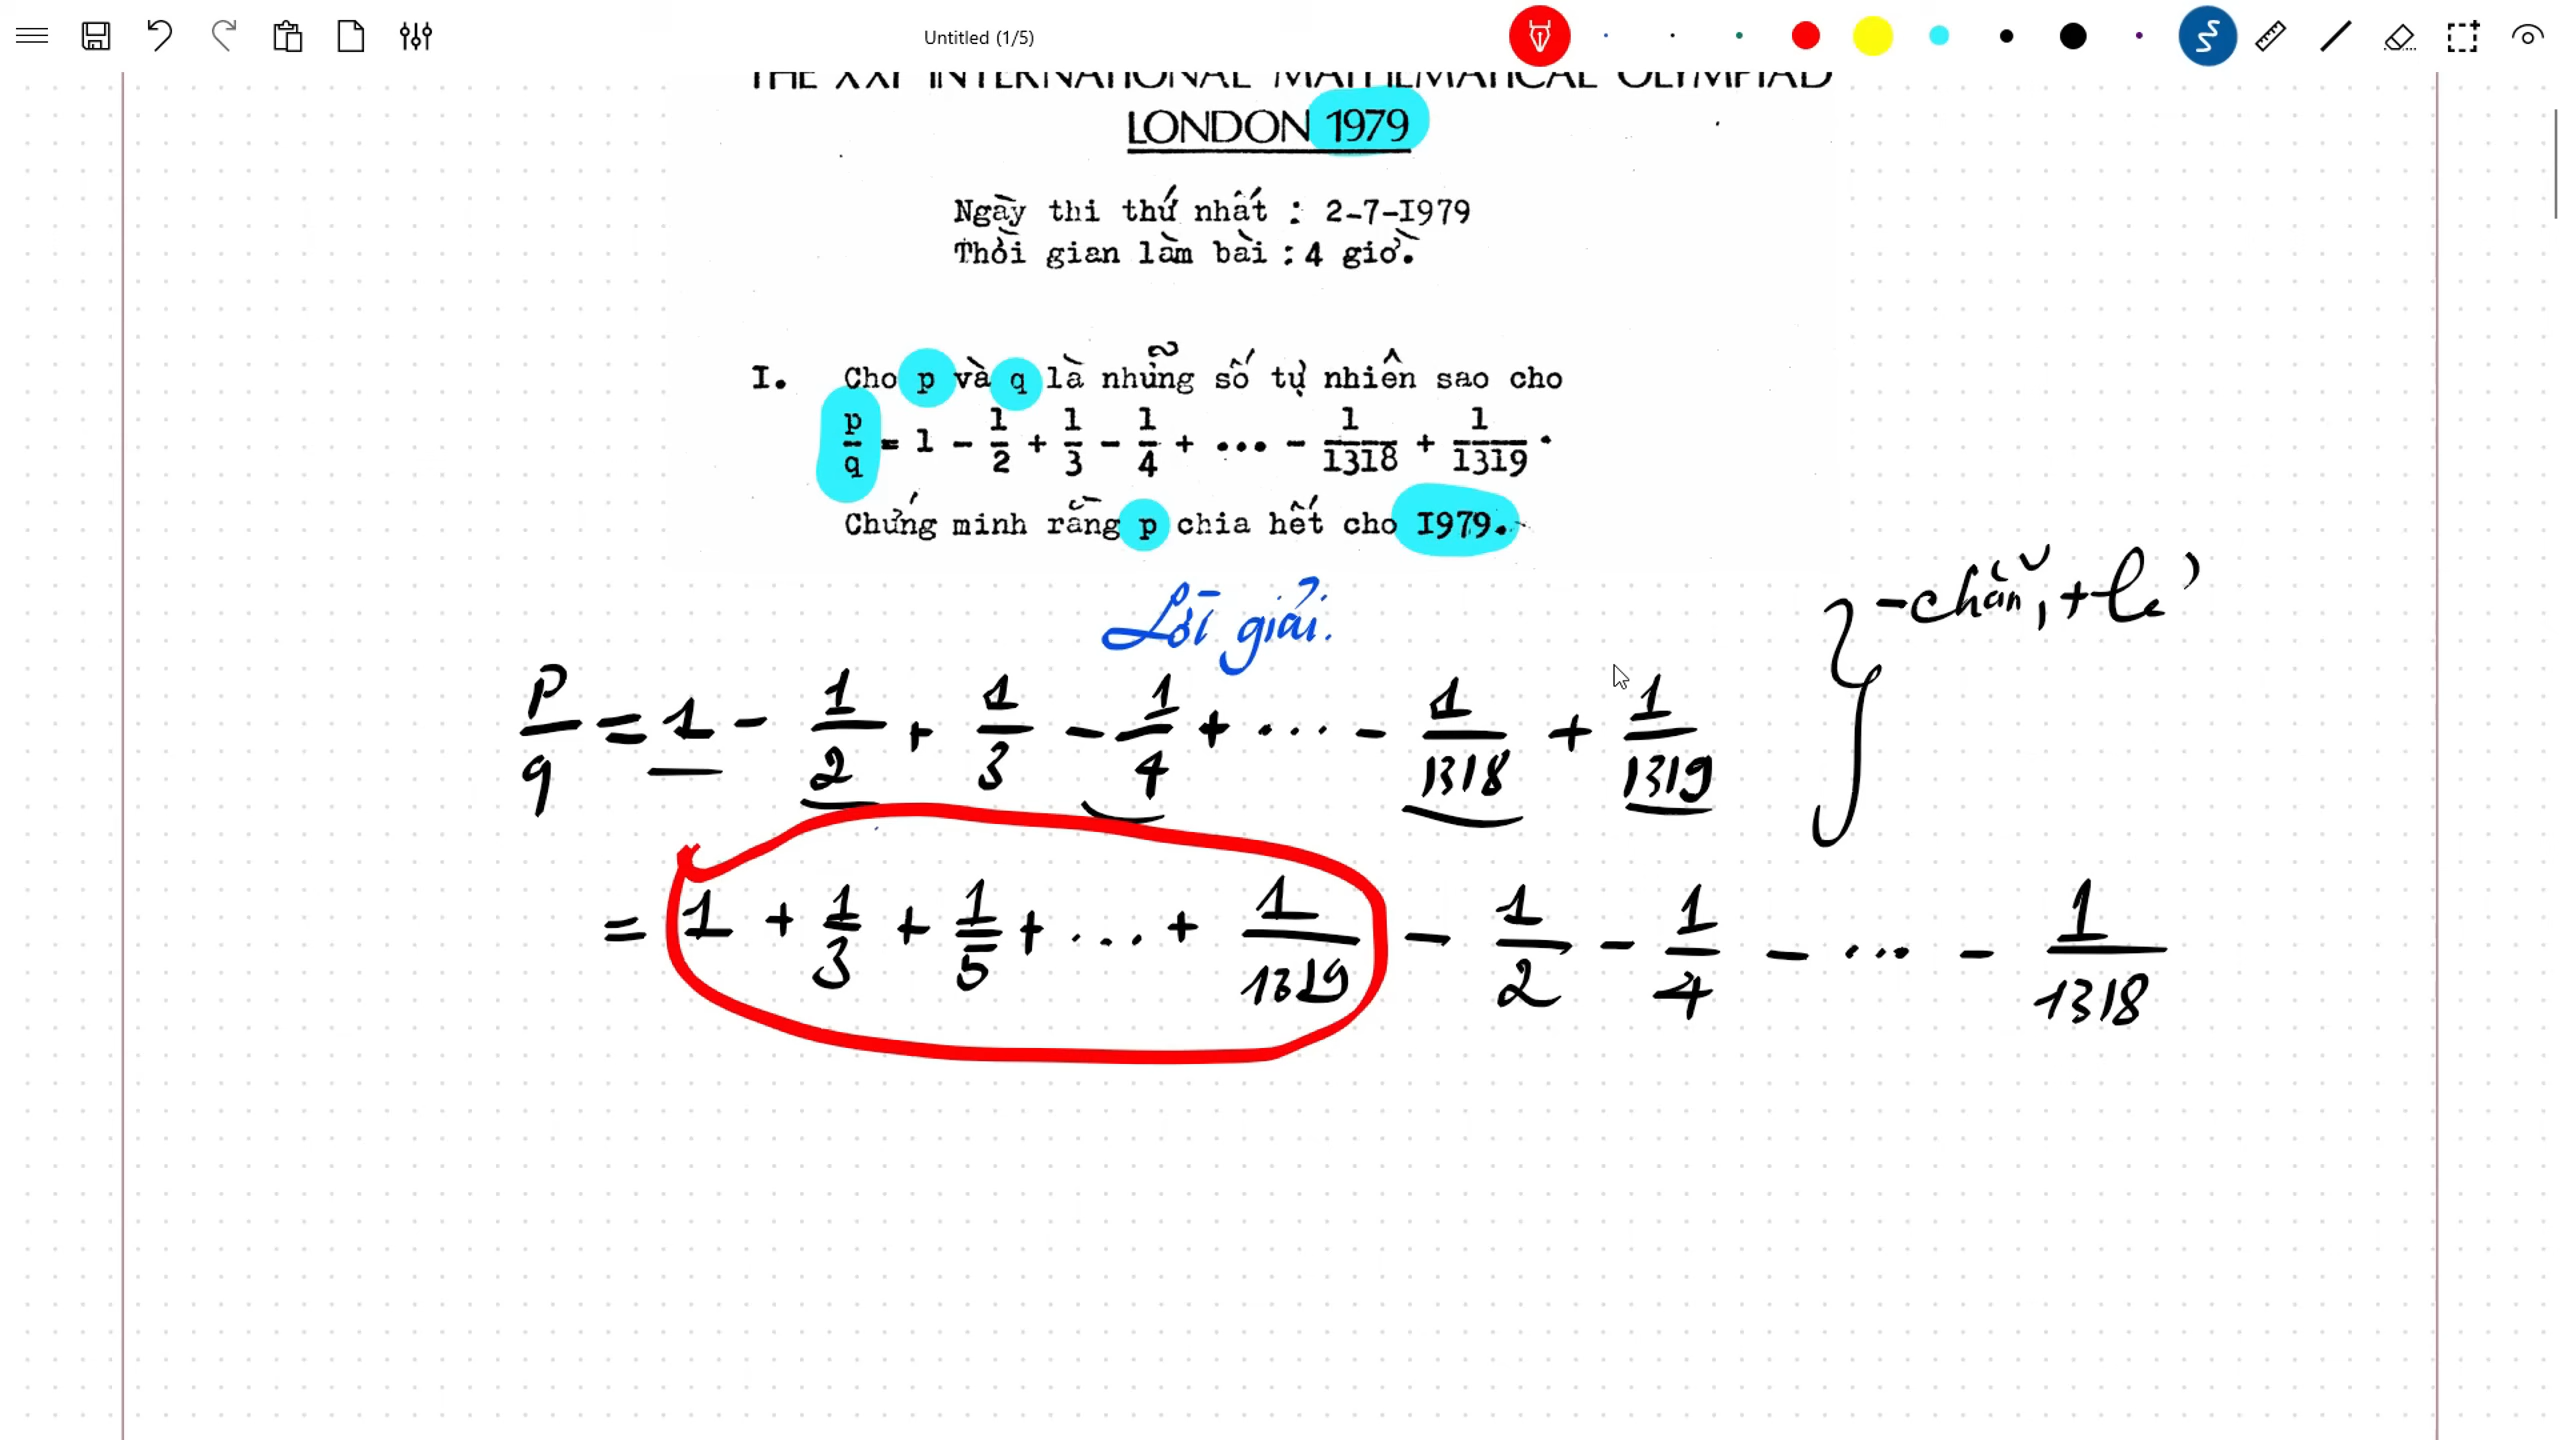 Untitled (1/5)
THE XXI INTERNATIONAL MATHEMATICAL OLYMPIAD
LONDON 1979
Ngày thi thứ nhất : 2-7-I979
Thời gian làm bài : 4 giờ.
I. Cho p và q là những số tự nhiên sao cho
p/q = 1 - 1/2 + 1/3 - 1/4 + ... - 1/1318 + 1/1319 .
Chứng minh rằng p chia hết cho I979.
Lời giải.
- chẵn, + lẻ
p/q = 1 - 1/2 + 1/3 - 1/4 + ... - 1/1318 + 1/1319
= 1 + 1/3 + 1/5 + ... + 1/1319 - 1/2 - 1/4 - ... - 1/1318